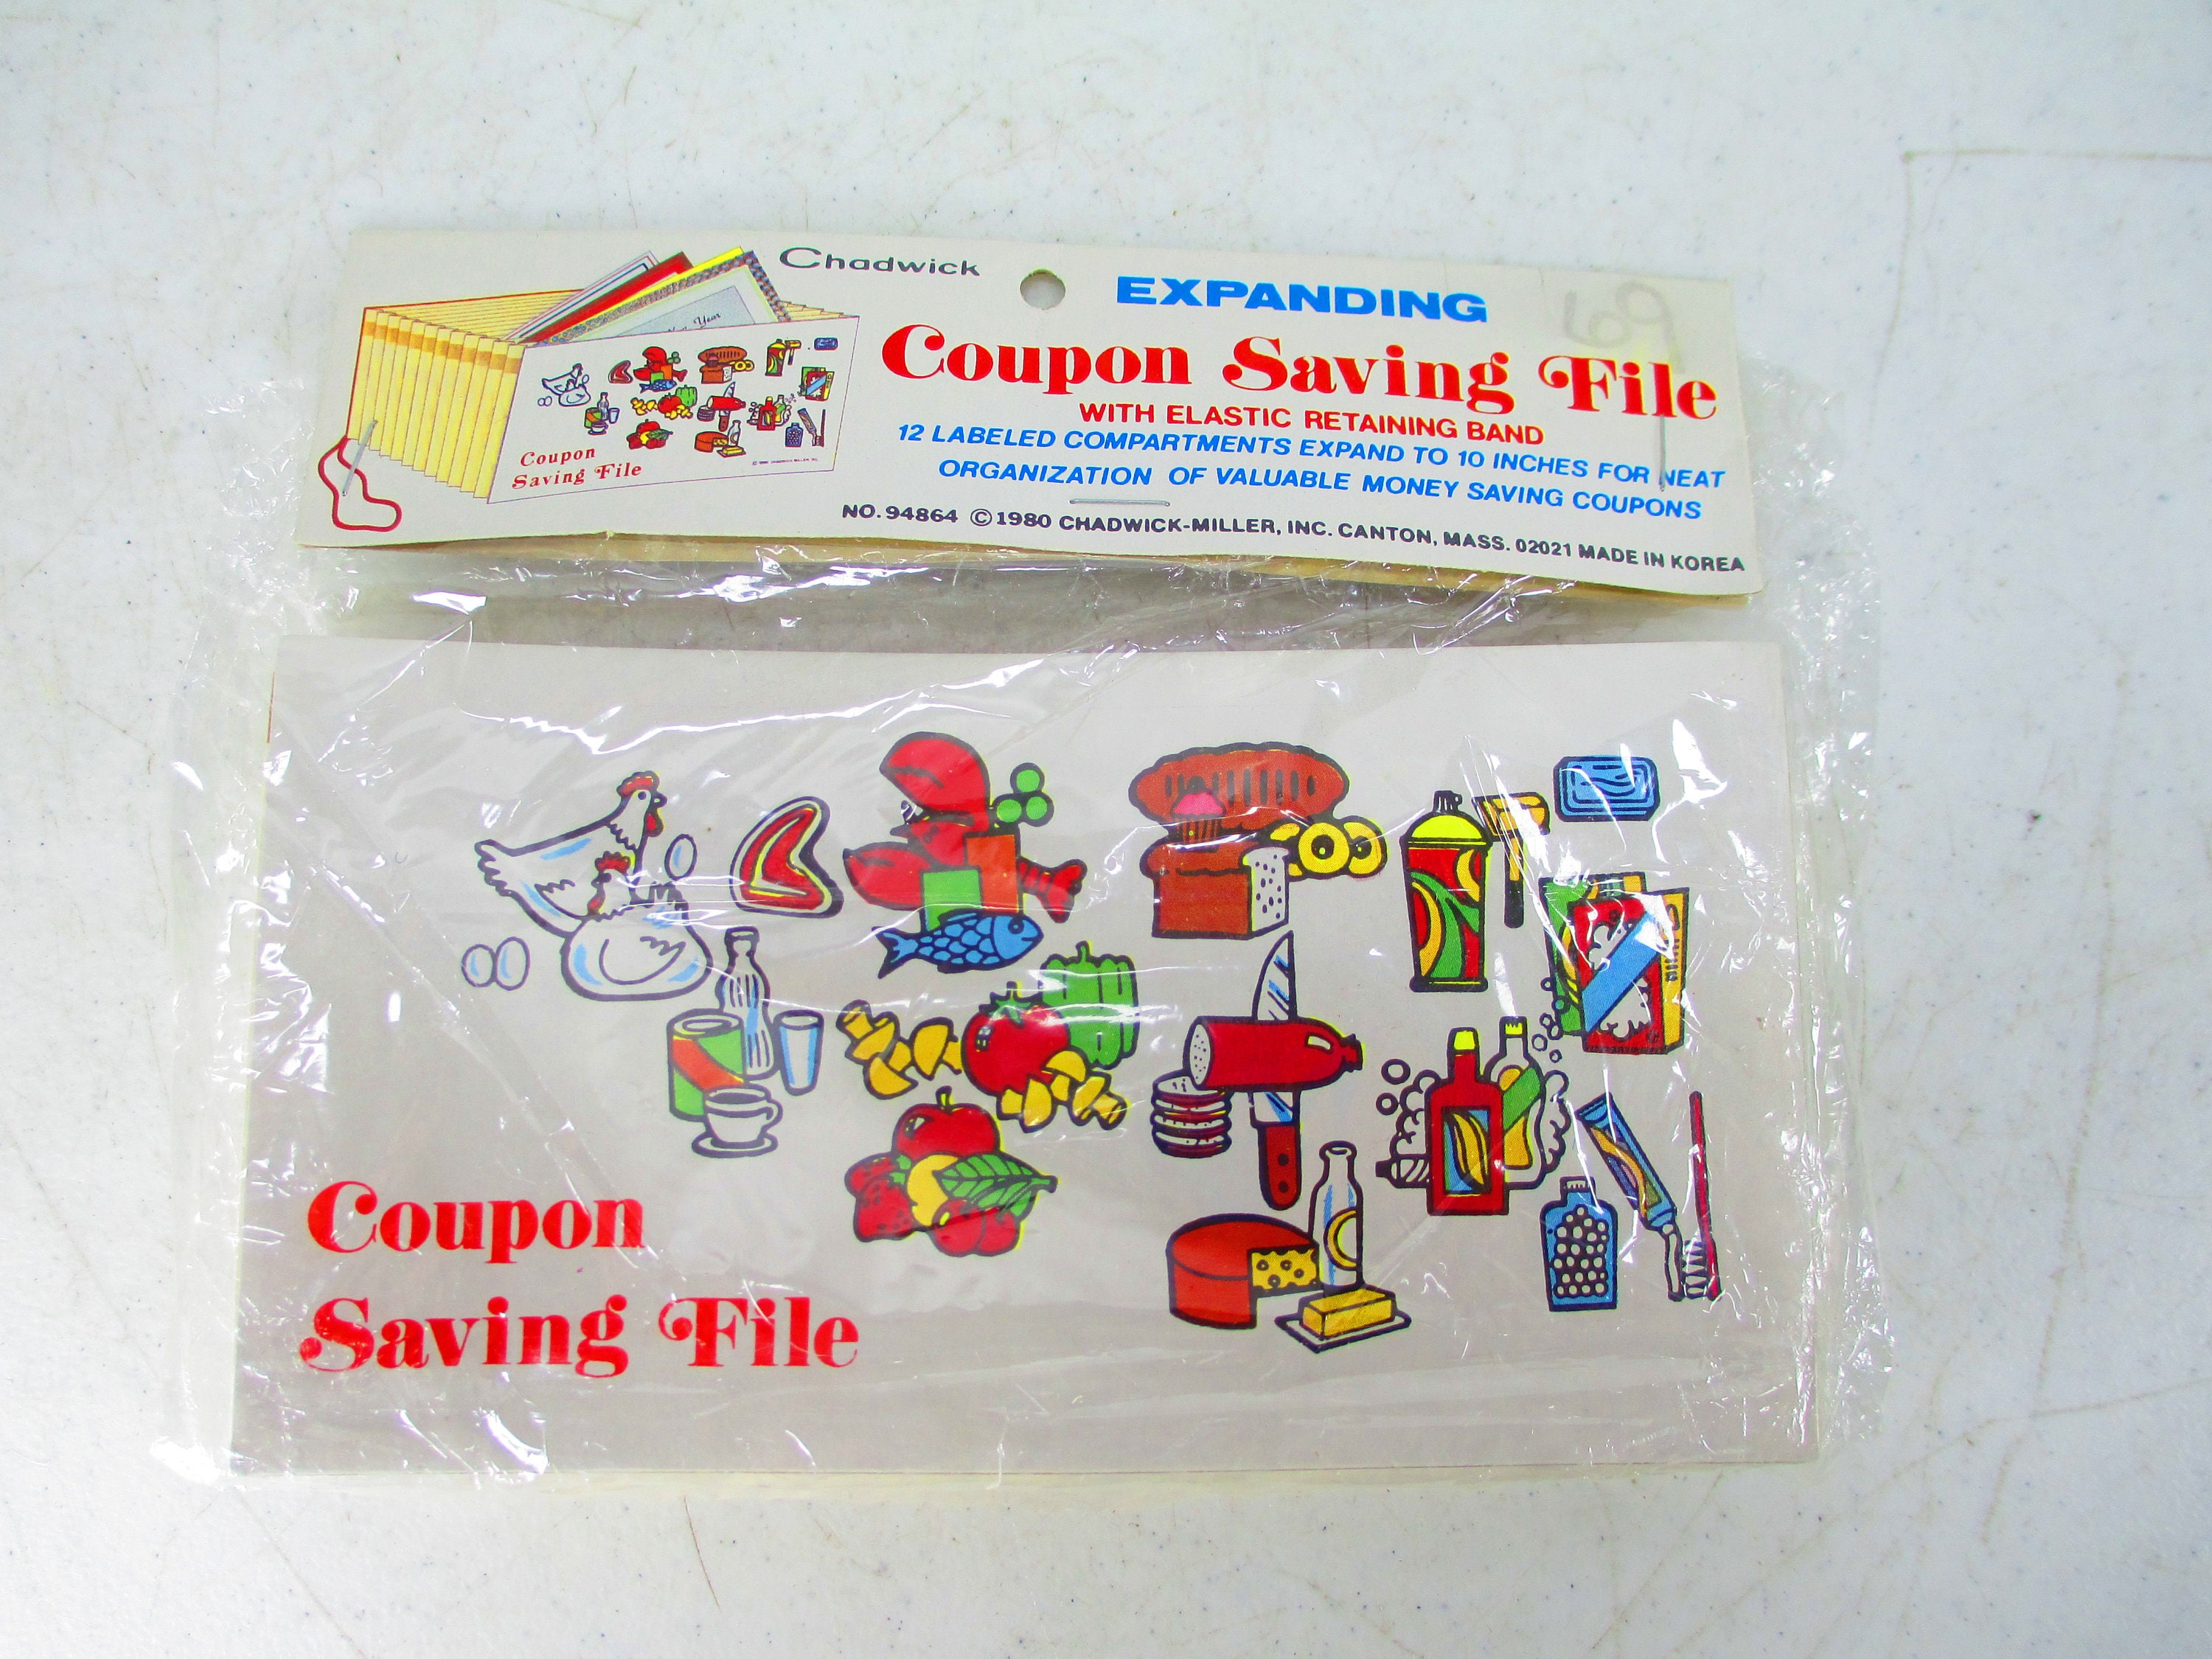 Chadwick
EXPANDING
Coupon Saving File
WITH ELASTIC RETAINING BAND
12 LABELED COMPARTMENTS EXPAND TO 10 INCHES FOR NEAT
ORGANIZATION OF VALUABLE MONEY SAVING COUPONS
NO. 94864 ©1980 CHADWICK-MILLER, INC. CANTON, MASS. 02021 MADE IN KOREA
Year
Coupon
Saving File
Coupon
Saving File